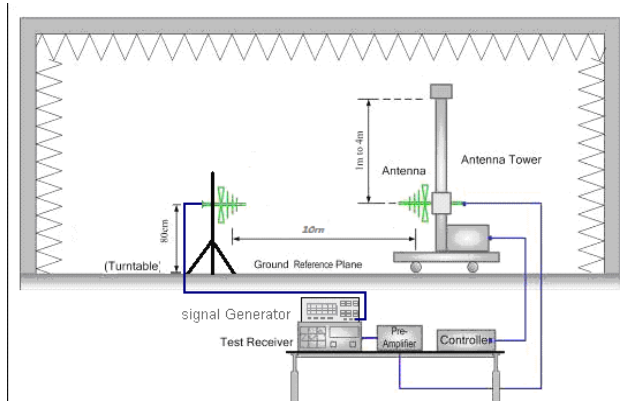 1m to 4m
Antenna
Antenna Tower
80cm
10m
(Turntable)
Ground Reference Plane
signal Generator
Test Receiver
Pre-
Amplifier
Controller